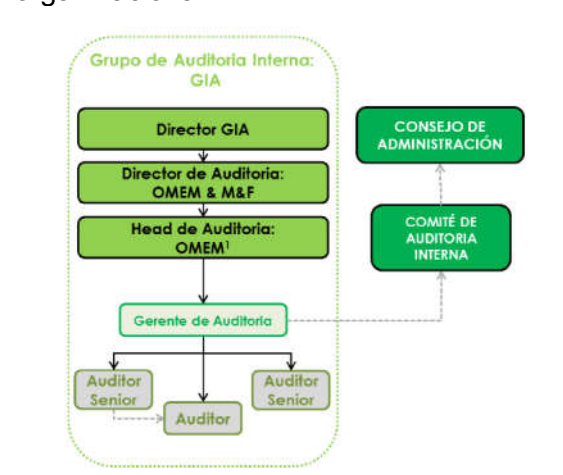 Grupo de Auditoria Interna:
GIA
Director GIA
Director de Auditoria:
OMEM & M&F
Head de Auditoria:
OMEM¹
Gerente de Auditoria
Auditor
Senior
Auditor
Auditor
Senior
CONSEJO DE
ADMINISTRACIÓN
COMITÉ DE
AUDITORIA
INTERNA